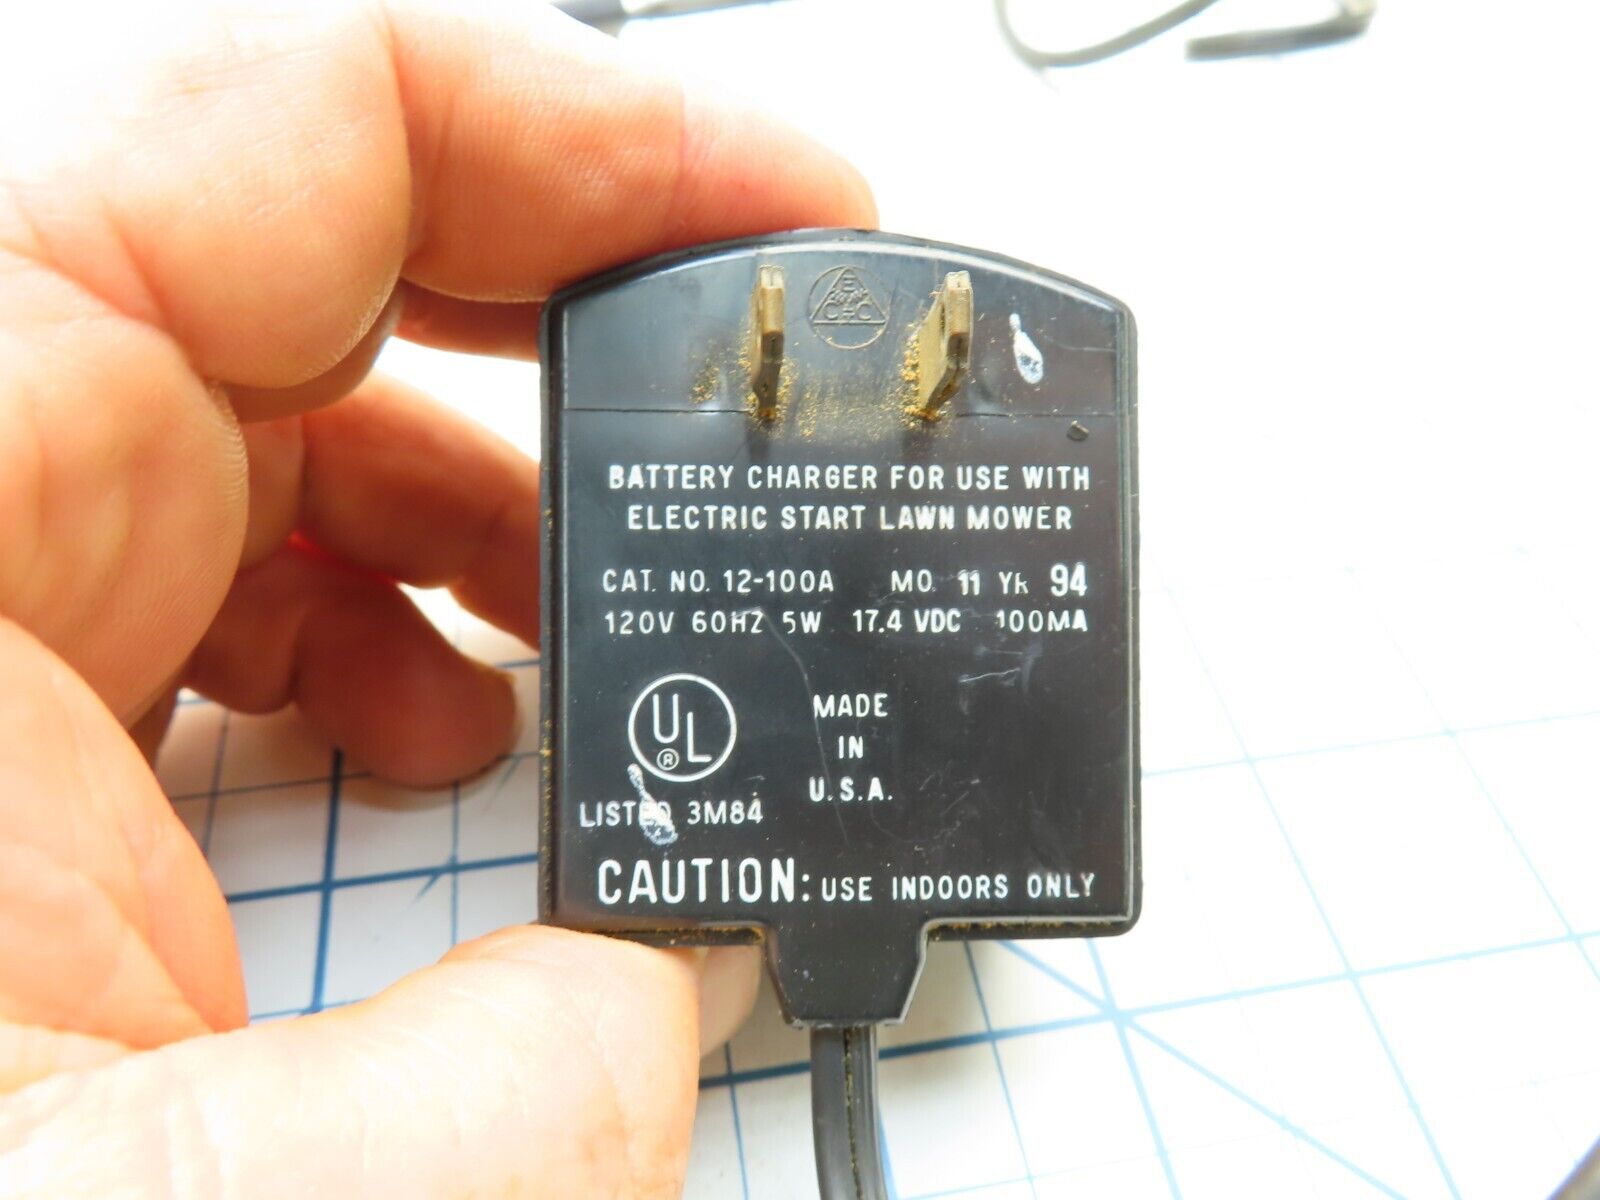 BATTERY CHARGER FOR USE WITH
ELECTRIC START LAWN MOWER
CAT. NO. 12-100A MO. 11 YR 94
120V 60HZ 5W 17.4 VDC 100MA
UL
®
MADE
IN
U.S.A.
LISTED 3M84
CAUTION: USE INDOORS ONLY